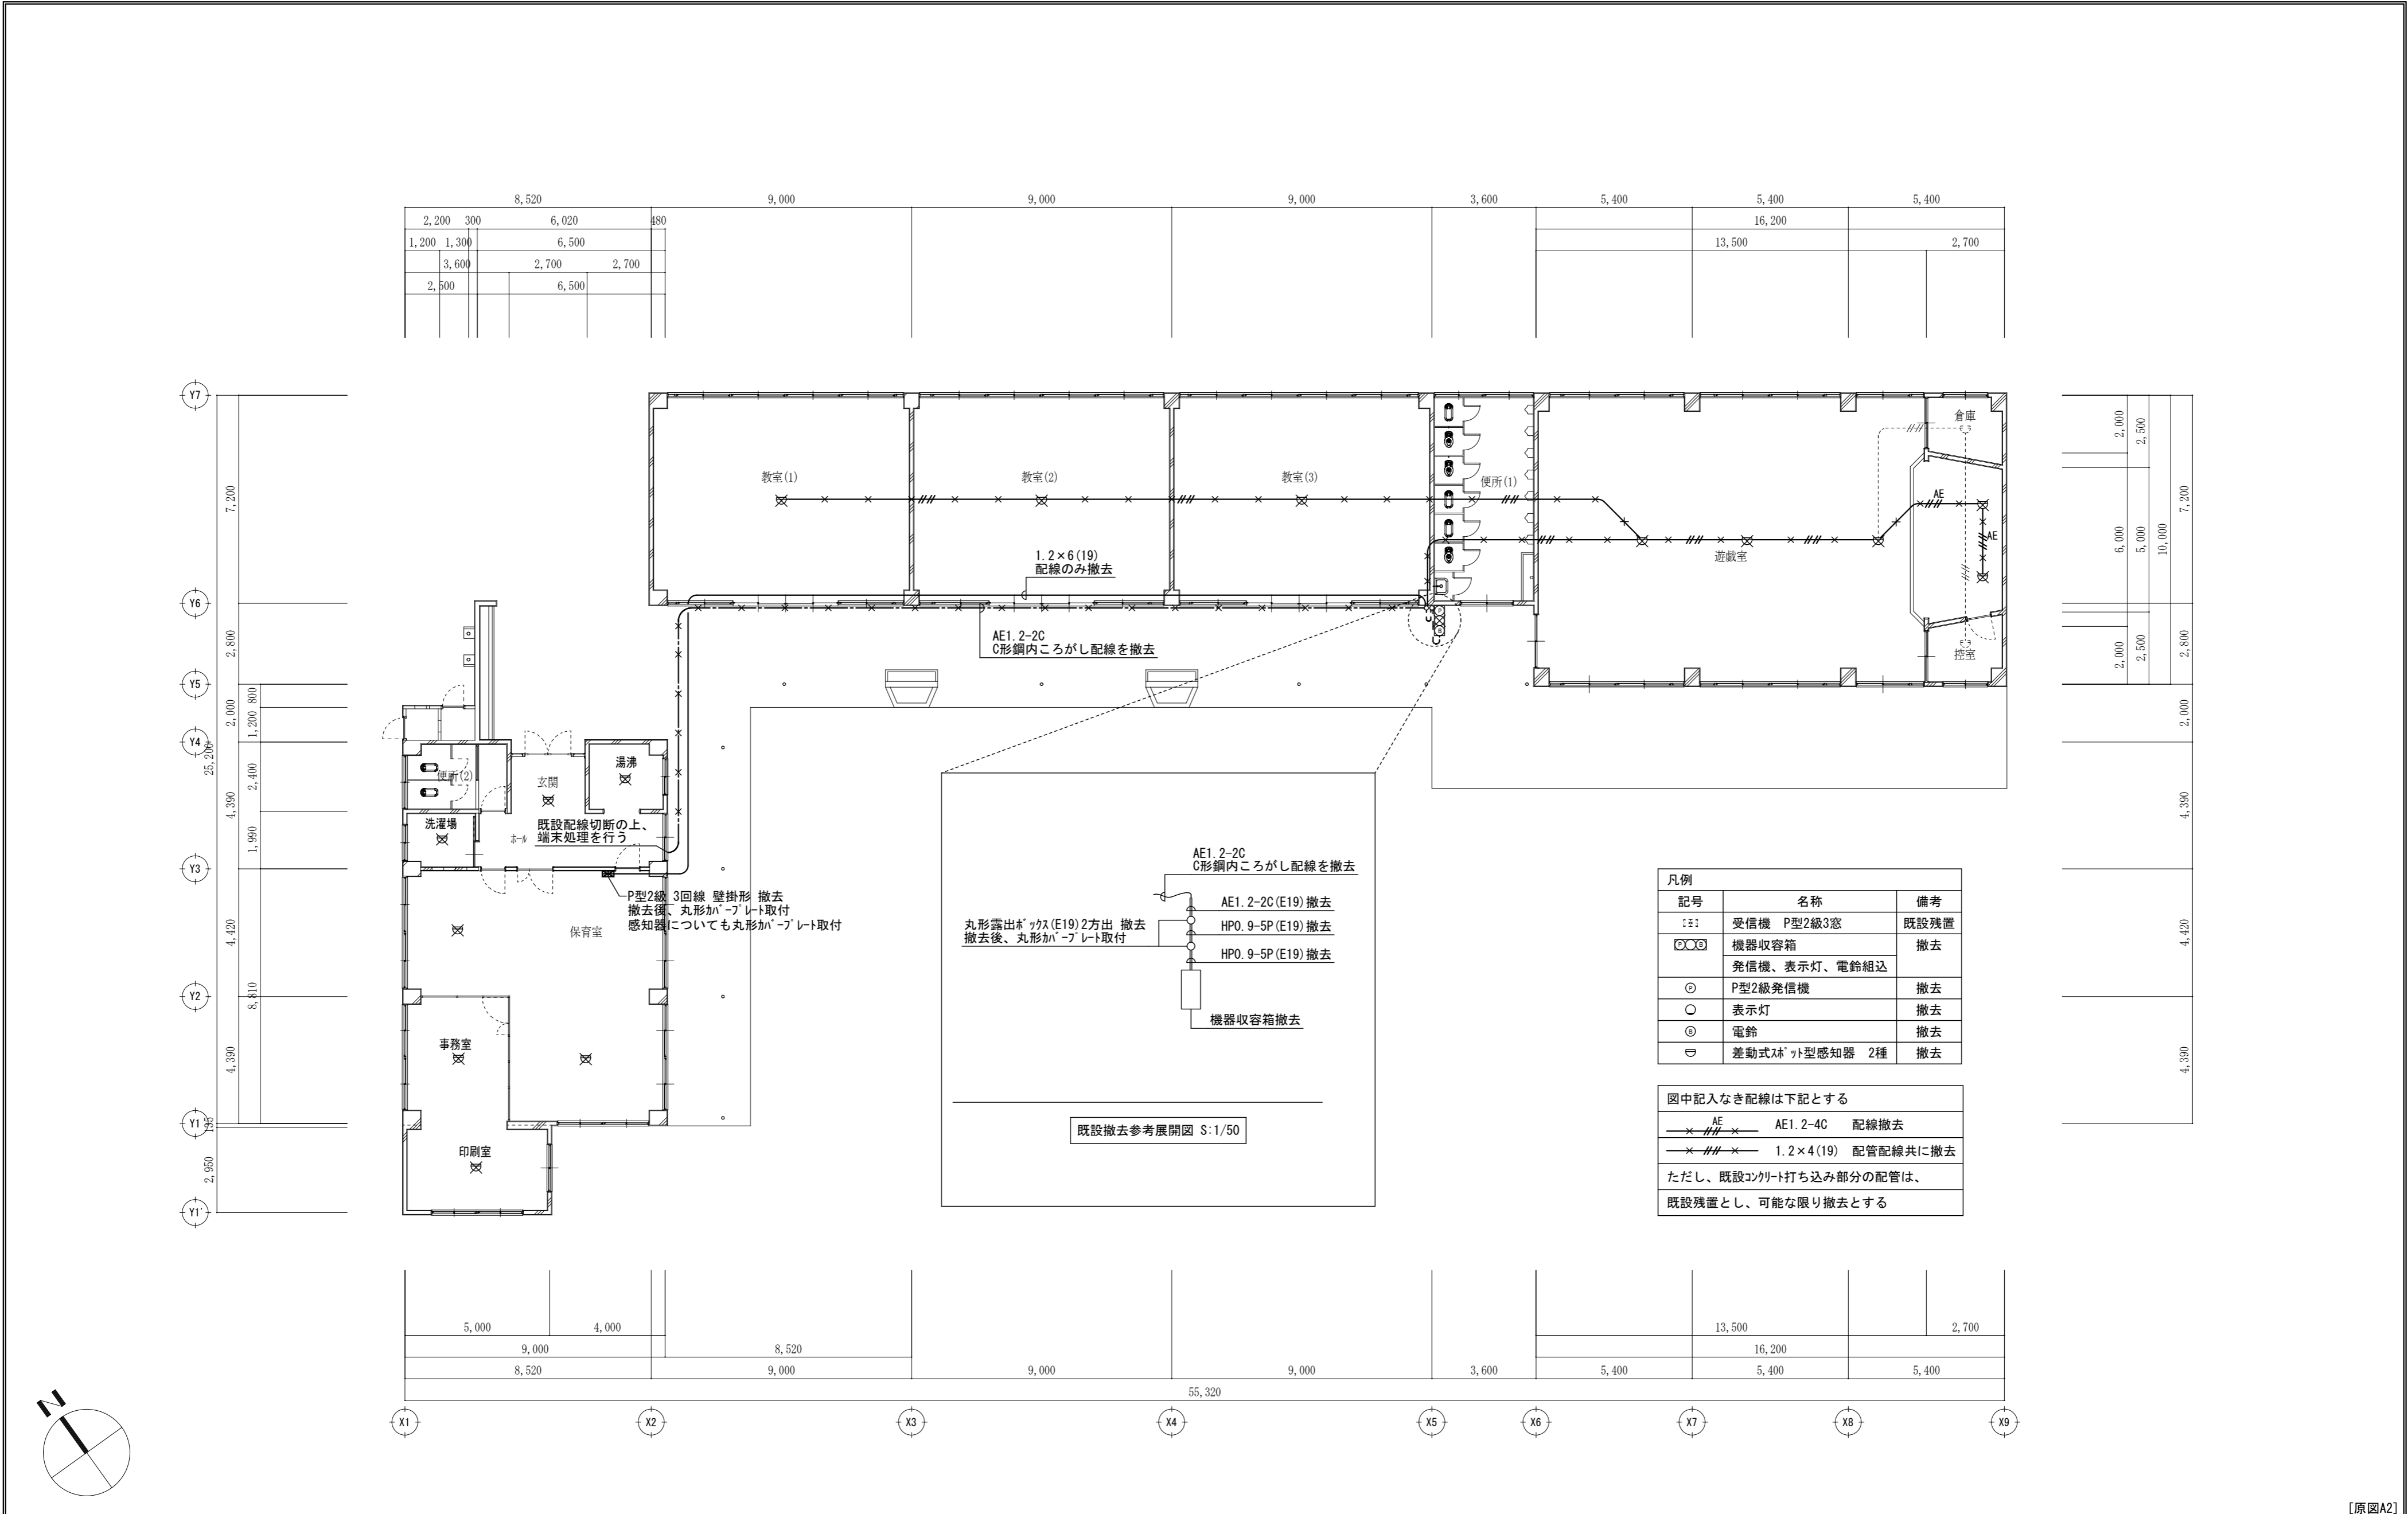 8,520 9,000 9,000 9,000 3,600 5,400 5,400 5,400
2,200 300 6,020 480 16,200
1,200 1,300 6,500 13,500 2,700
3,600 2,700 2,700
2,500 6,500
Y7
Y6
Y5
Y4
Y3
Y2
Y1
Y1'
7,200
2,800
2,000
4,390
4,420
4,390
195
2,950
25,200
800
1,200
2,400
1,990
8,810
教室(1)
教室(2)
教室(3)
便所(1)
遊戯室
倉庫
控室
AE
AE
1.2×6(19)
配線のみ撤去
AE1.2-2C
C形鋼内ころがし配線を撤去
P
B
便所(2)
玄関
湯沸
洗濯場
ホール
既設配線切断の上、
端末処理を行う
P型2級 3回線 壁掛形 撤去
撤去後、丸形カバープレート取付
感知器についても丸形カバープレート取付
保育室
事務室
印刷室
AE1.2-2C
C形鋼内ころがし配線を撤去
AE1.2-2C(E19)撤去
丸形露出ボックス(E19)2方出 撤去
撤去後、丸形カバープレート取付
HP0.9-5P(E19)撤去
HP0.9-5P(E19)撤去
機器収容箱撤去
既設撤去参考展開図 S:1/50
2,000
6,000
2,000
2,500
5,000
2,500
10,000
7,200
2,800
2,000
4,390
4,420
4,390
凡例
記号 名称 備考
受信機 P型2級3窓 既設残置
P B 機器収容箱 撤去
発信機、表示灯、電鈴組込
P P型2級発信機 撤去
表示灯 撤去
B 電鈴 撤去
差動式スポット型感知器 2種 撤去
図中記入なき配線は下記とする
AE AE1.2-4C 配線撤去
1.2×4(19) 配管配線共に撤去
ただし、既設コンクリート打ち込み部分の配管は、
既設残置とし、可能な限り撤去とする
5,000 4,000 13,500 2,700
9,000 8,520 16,200
8,520 9,000 9,000 9,000 3,600 5,400 5,400 5,400
55,320
X1 X2 X3 X4 X5 X6 X7 X8 X9
N
[原図A2]